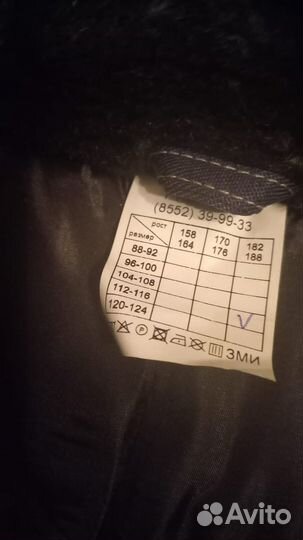 (8552) 39-99-33
рост 158 164 170 176 182 188
размер
88-92
96-100
104-108
112-116
120-124 V
ЗМИ
Avito